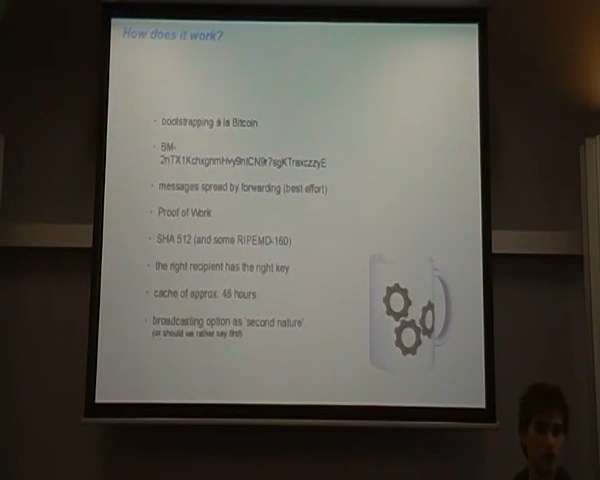 How does it work?
- bootstrapping á la Bitcoin
- BM-
- messages spread by forwarding (best effort)
- Proof of Work
- SHA 512 (and some RIPEMD-160)
- the right recipient has the right key
- cache of approx. 48 hours
- broadcasting option as 'second nature'
(or should we rather say first)